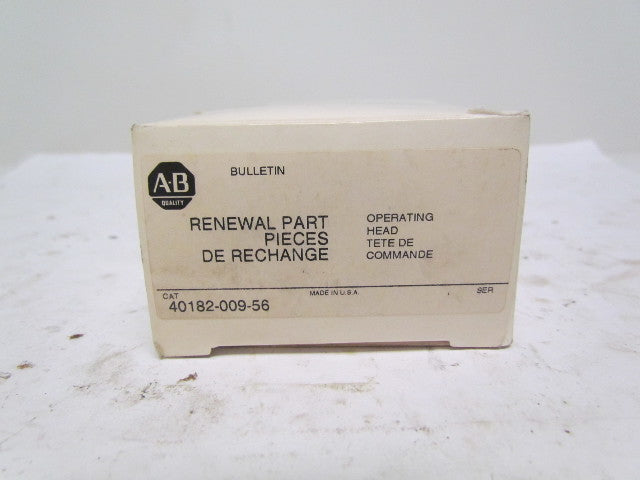 A-B
QUALITY
BULLETIN
RENEWAL PART
PIECES
DE RECHANGE
OPERATING
HEAD
TETE DE
COMMANDE
CAT
MADE IN U.S.A.
SER
40182-009-56